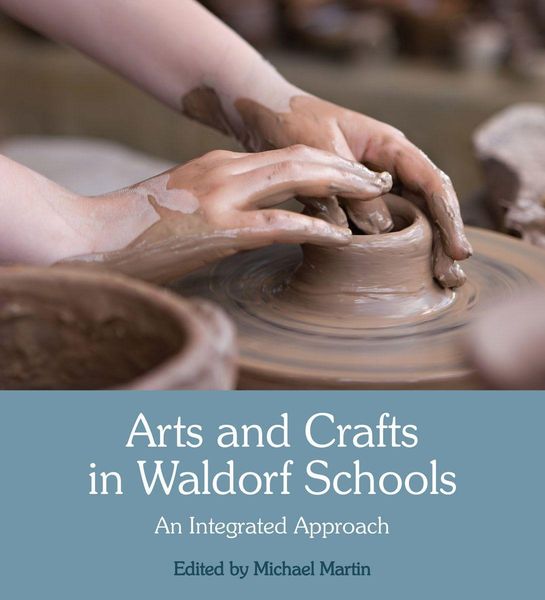 Arts and Crafts
in Waldorf Schools
An Integrated Approach
Edited by Michael Martin